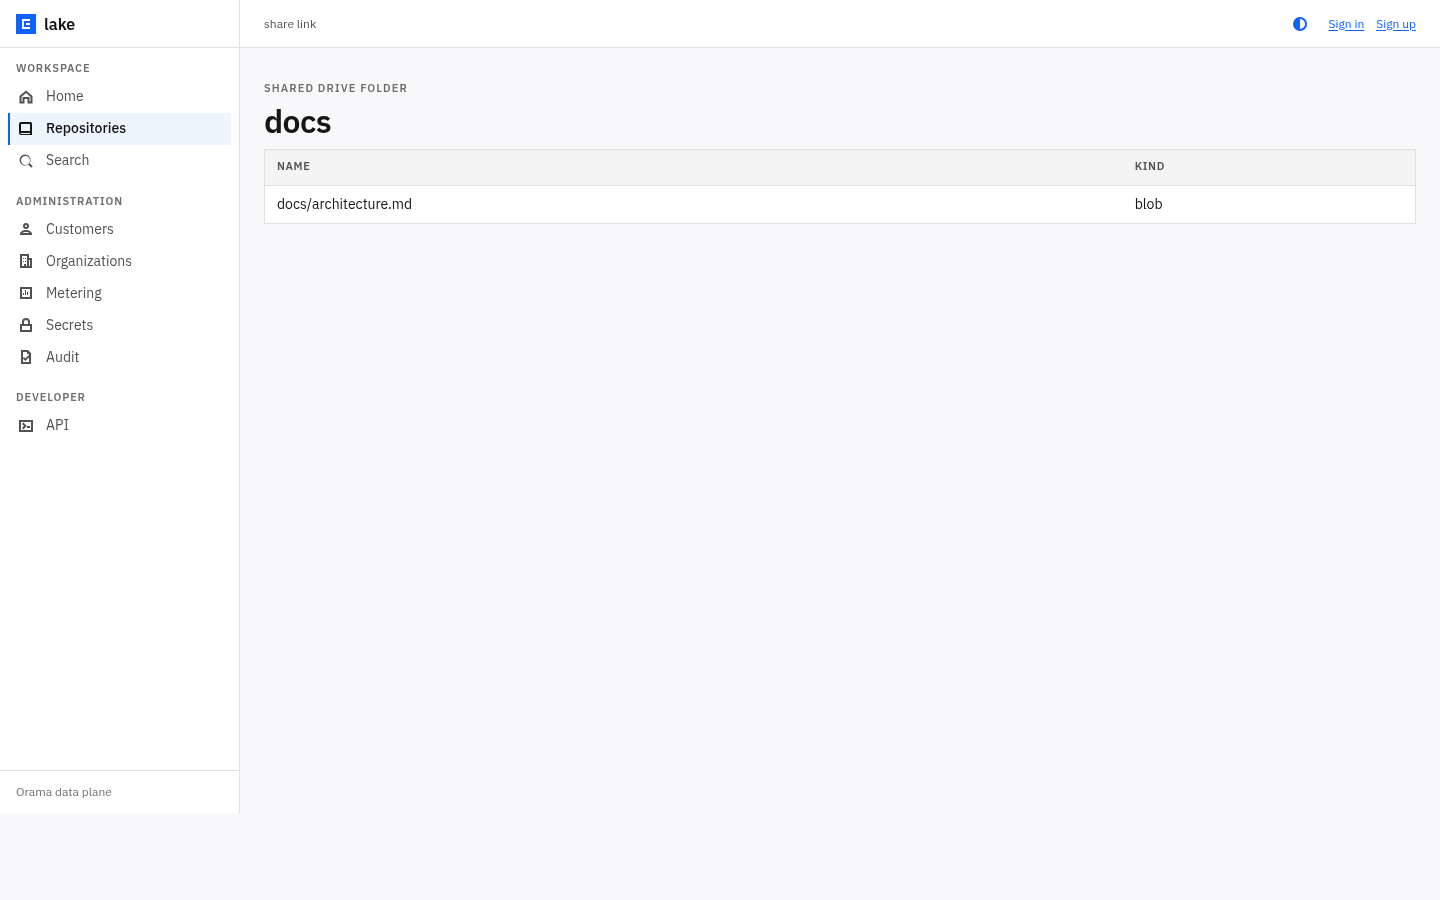 lake
share link
Sign in
Sign up
WORKSPACE
Home
Repositories
Search
ADMINISTRATION
Customers
Organizations
Metering
Secrets
Audit
DEVELOPER
API
Orama data plane
SHARED DRIVE FOLDER
docs
NAME KIND
docs/architecture.md blob